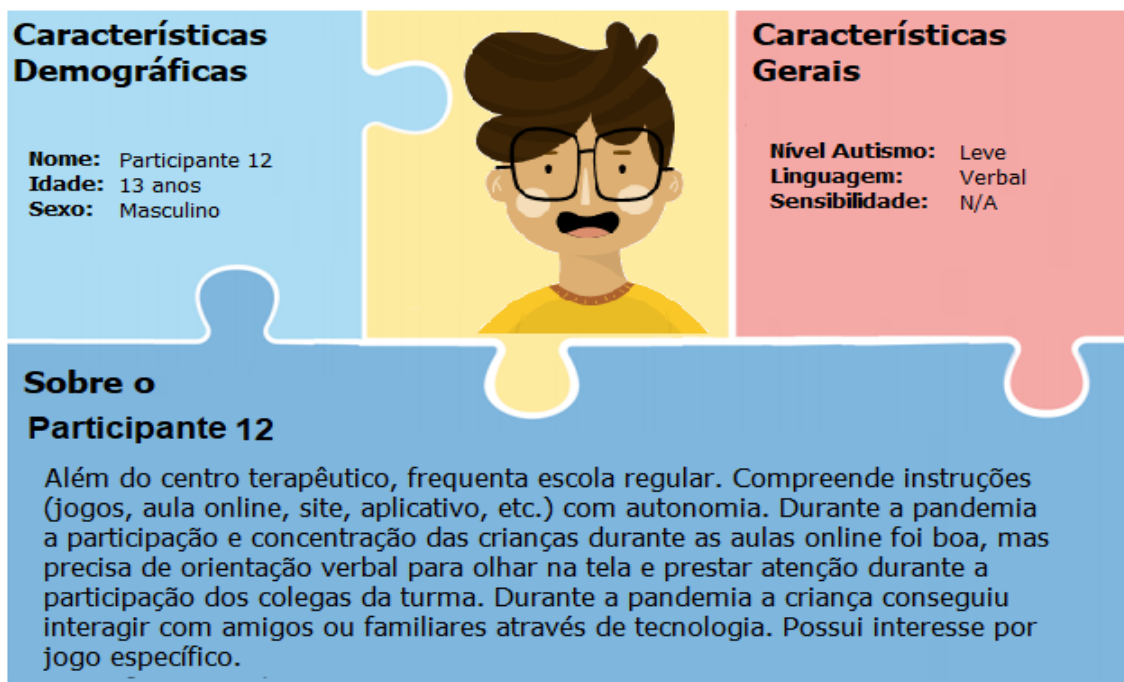 Características
Demográficas
Nome: Participante 12
Idade: 13 anos
Sexo: Masculino
Características
Gerais
Nível Autismo: Leve
Linguagem: Verbal
Sensibilidade: N/A
Sobre o
Participante 12
Além do centro terapêutico, frequenta escola regular. Compreende instruções
(jogos, aula online, site, aplicativo, etc.) com autonomia. Durante a pandemia
a participação e concentração das crianças durante as aulas online foi boa, mas
precisa de orientação verbal para olhar na tela e prestar atenção durante a
participação dos colegas da turma. Durante a pandemia a criança conseguiu
interagir com amigos ou familiares através de tecnologia. Possui interesse por
jogo específico.